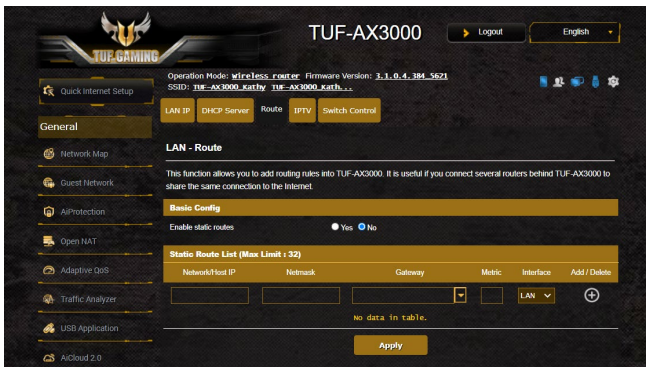 TUF GAMING
TUF-AX3000
Logout
English
Quick Internet Setup
General
Network Map
Guest Network
AiProtection
Open NAT
Adaptive QoS
Traffic Analyzer
USB Application
AiCloud 2.0
Operation Mode: Wireless router Firmware Version: 3.1.0.4.384_5621
SSID: TUF-AX3000_Kathy TUF-AX3000_Kath...
LAN IP DHCP Server Route IPTV Switch Control
LAN - Route
This function allows you to add routing rules into TUF-AX3000. It is useful if you connect several routers behind TUF-AX3000 to
share the same connection to the Internet.
Basic Config
Enable static routes Yes No
Static Route List (Max Limit : 32)
Network/Host IP Netmask Gateway Metric Interface Add / Delete
LAN
No data in table.
Apply